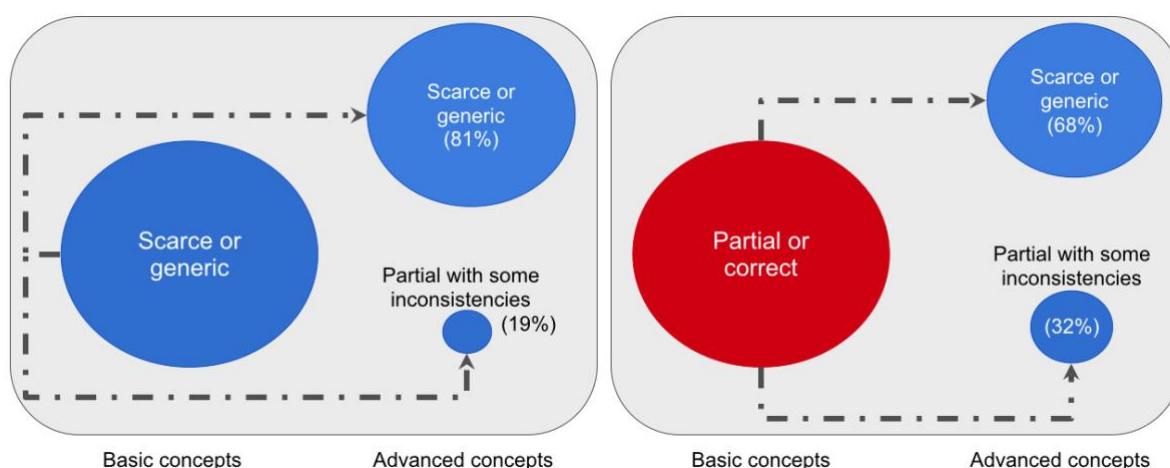 Scarce or
generic
(81%)
Scarce or
generic
Partial with some
inconsistencies
(19%)
Basic concepts
Advanced concepts
Scarce or
generic
(68%)
Partial or
correct
Partial with some
inconsistencies
(32%)
Basic concepts
Advanced concepts